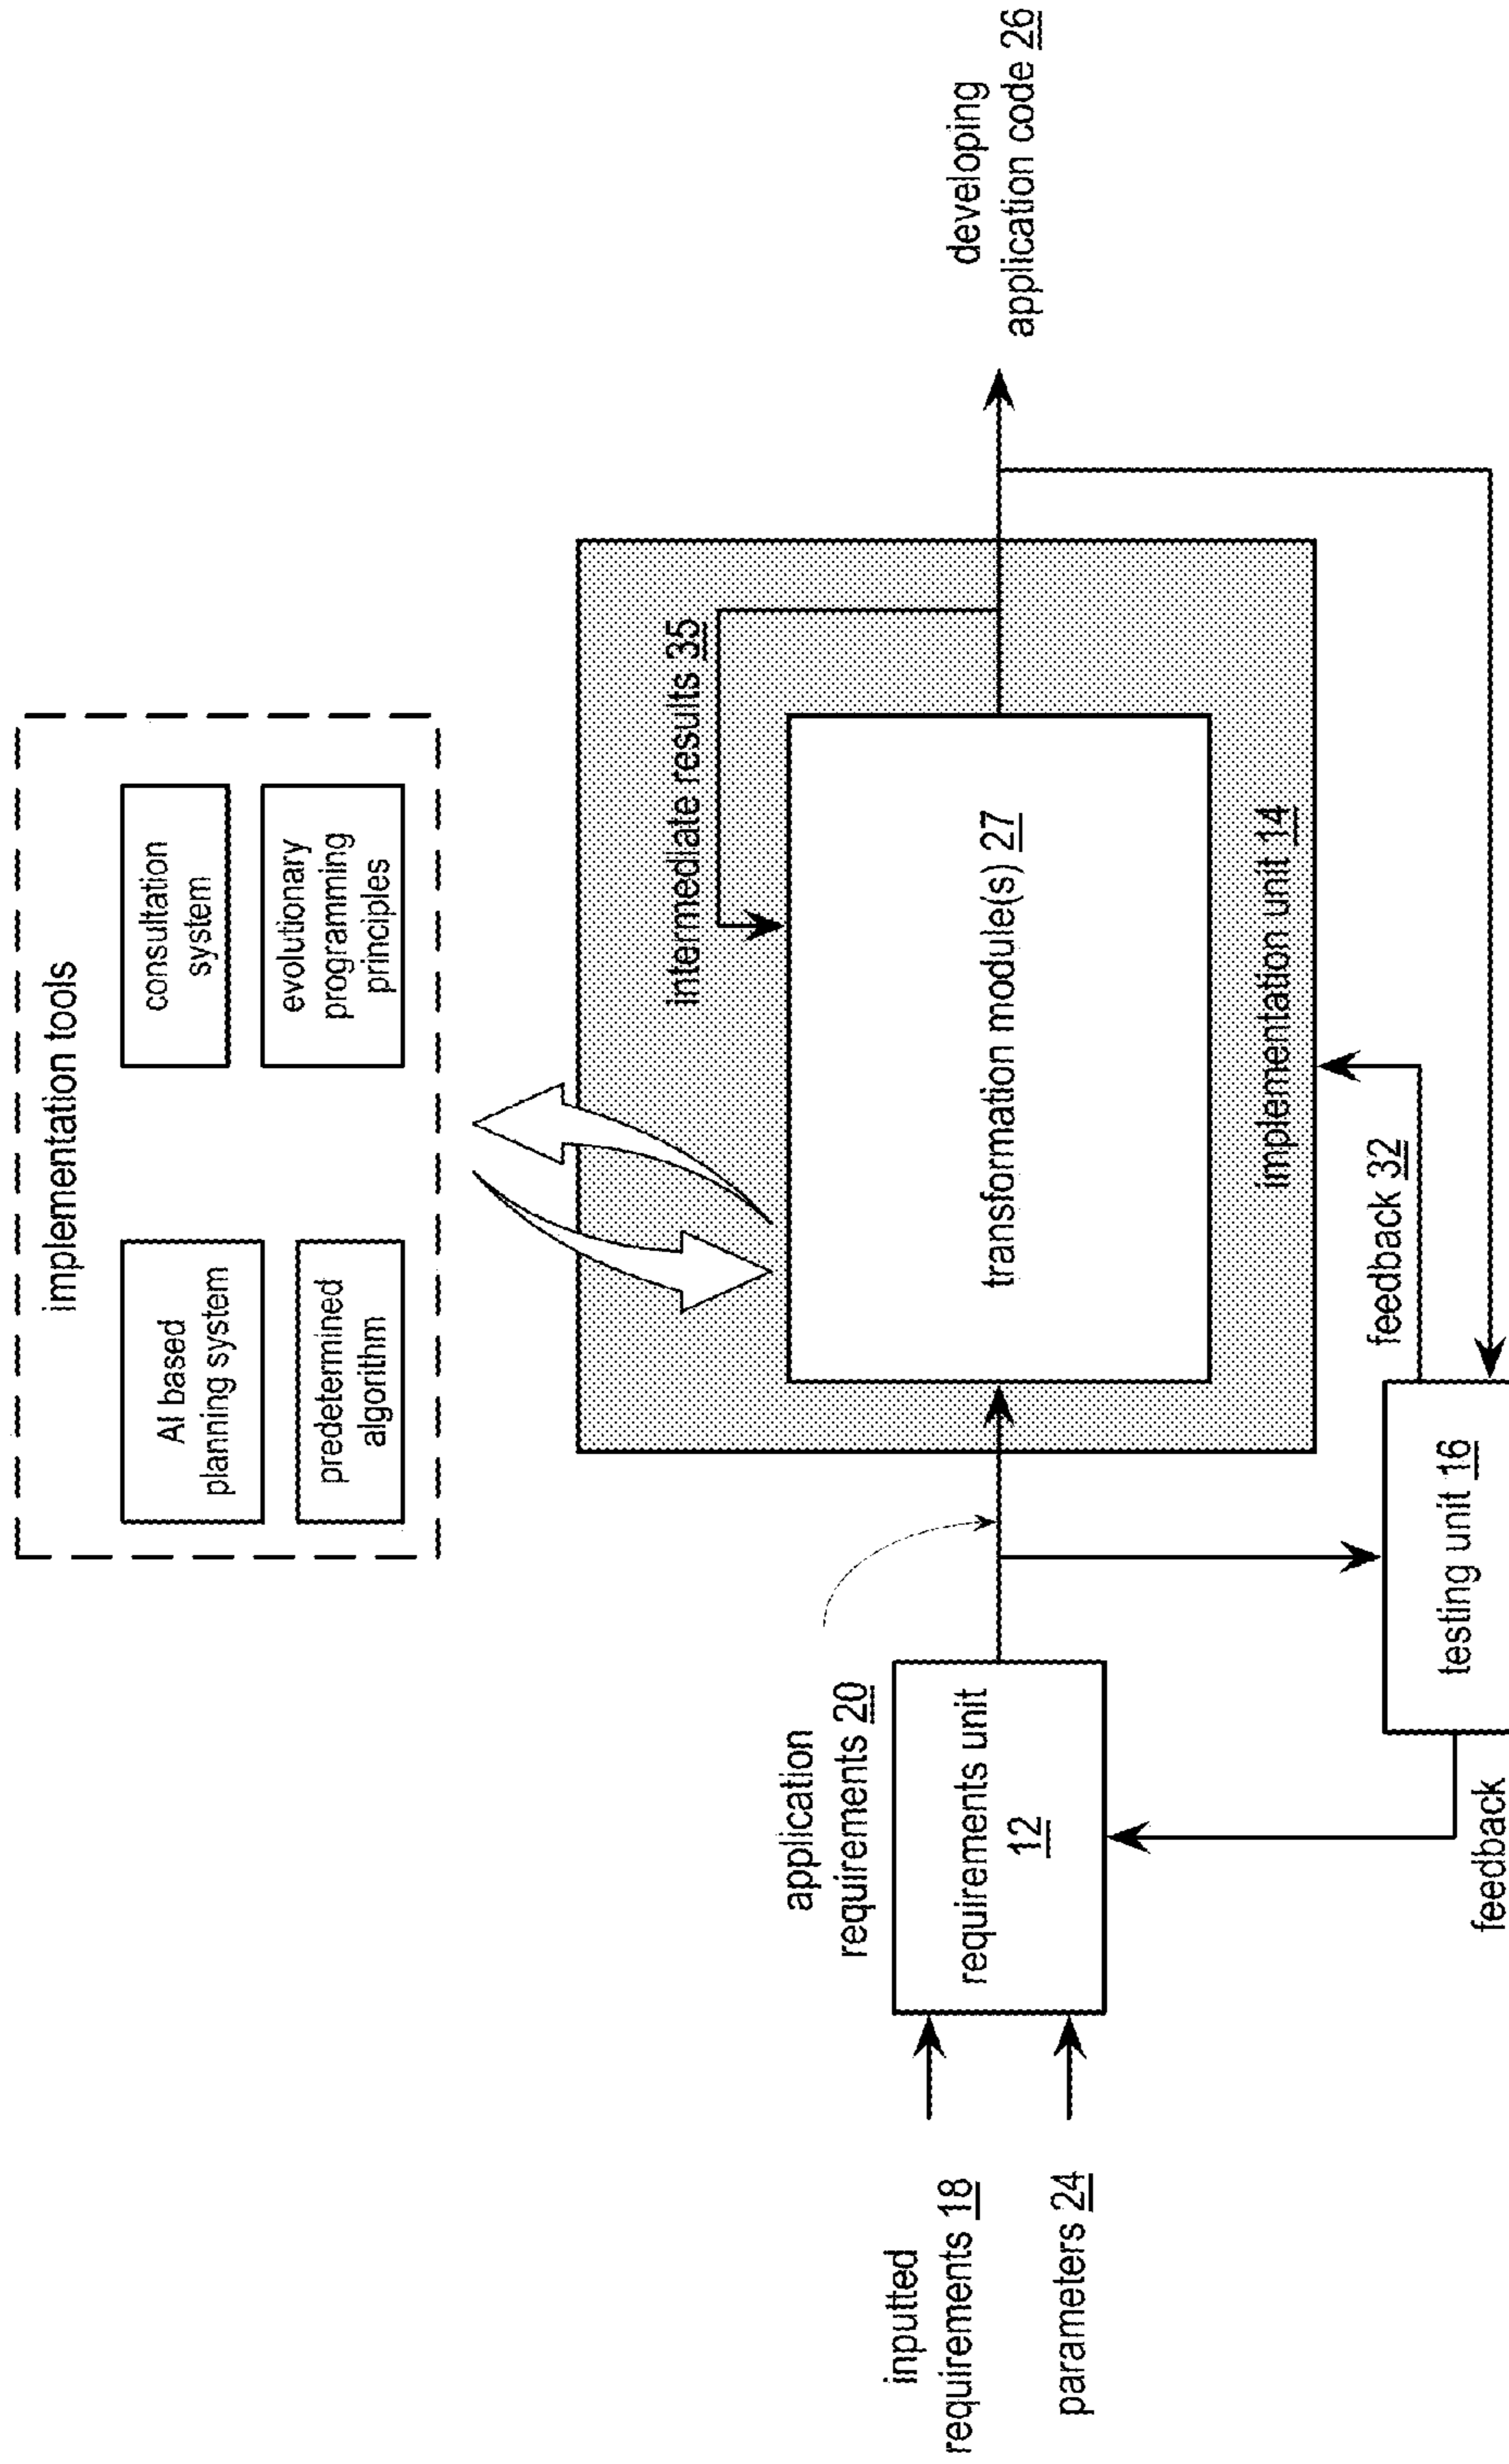 implementation tools
AI based
planning system
consultation
system
predetermined
algorithm
evolutionary
programming
principles
inputted
requirements 18
parameters 24
application
requirements 20
requirements unit
12
intermediate results 35
transformation module(s) 27
implementation unit 14
developing
application code 26
feedback
testing unit 16
feedback 32